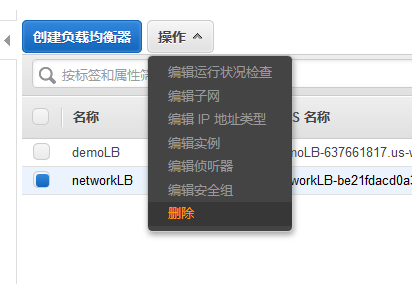 创建负载均衡器 操作
按标签和属性筛
编辑运行状况检查
编辑子网
编辑 IP 地址类型
编辑实例
编辑侦听器
编辑安全组
删除
名称 S 名称
demoLB moLB-637661817.us-w
networkLB workLB-be21fdacd0a3